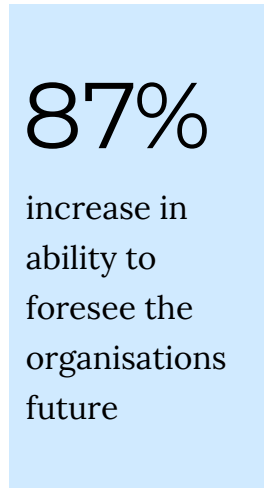 87%
increase in
ability to
foresee the
organisations
future